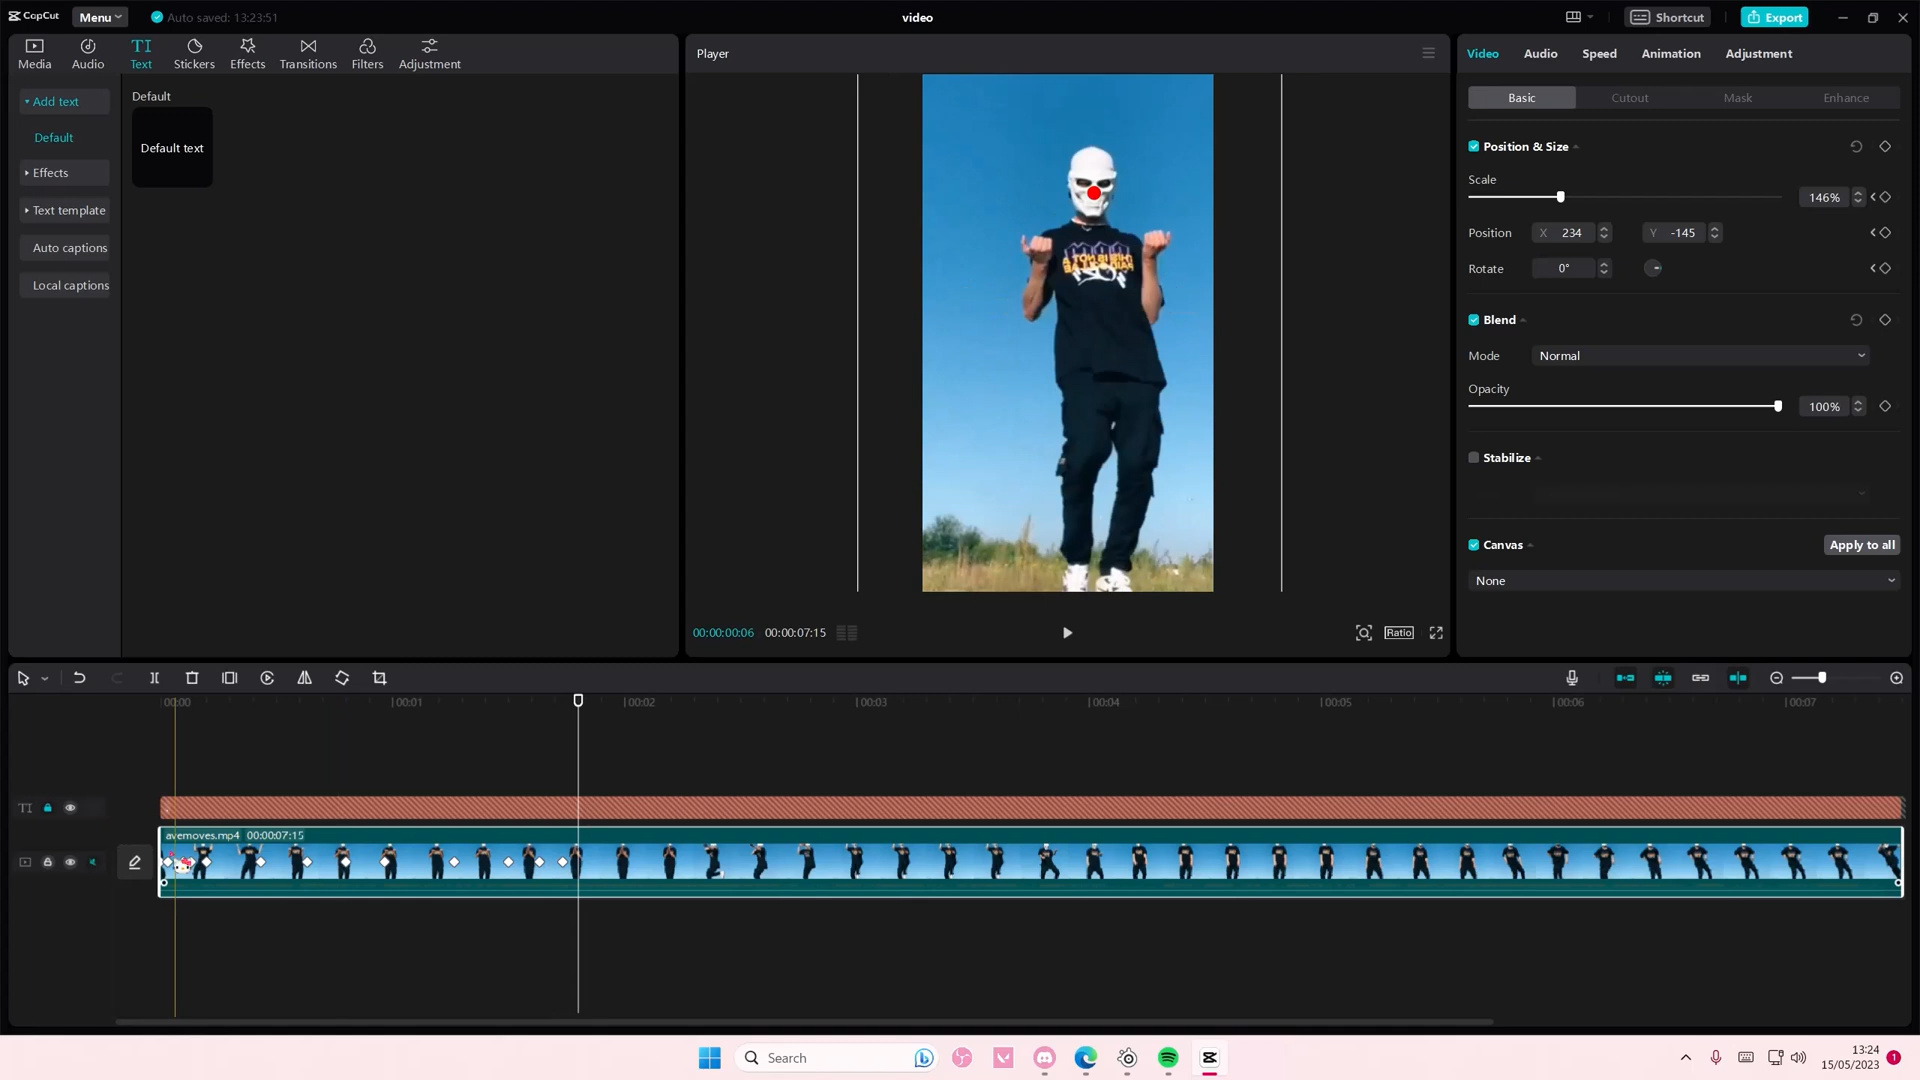 CapCut
Menu
Auto saved: 13:23:51
video
Shortcut
Export
Media
Audio
TI
Text
Stickers
Effects
Transitions
Filters
Adjustment
Add text
Default
Effects
Text template
Auto captions
Local captions
Default
Default text
Player
00:00:00:06
00:00:07:15
Ratio
Video
Audio
Speed
Animation
Adjustment
Basic
Cutout
Mask
Enhance
Position & Size
Scale
146%
Position
X 234
Y -145
Rotate
0°
Blend
Mode
Normal
Opacity
100%
Stabilize
Canvas
Apply to all
None
00:00
00:01
00:02
00:03
00:04
00:05
00:06
00:07
TI
avemoves.mp4 00:00:07:15
Search
13:24
15/05/2023
1